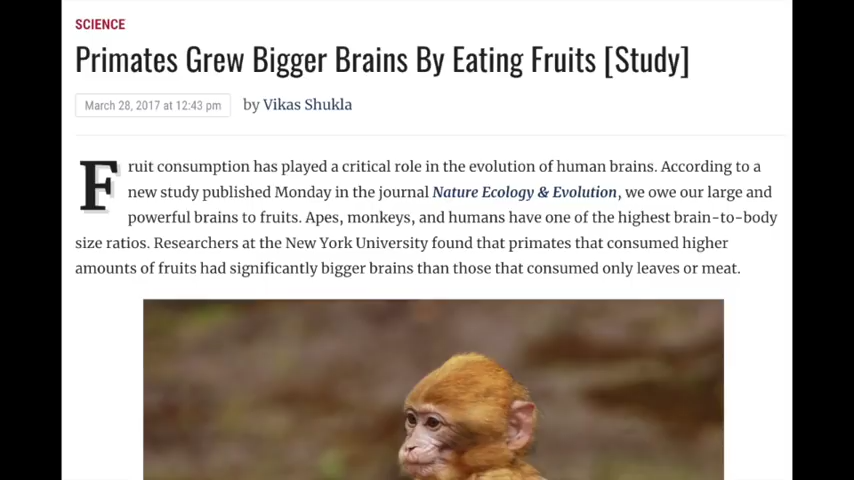 SCIENCE
Primates Grew Bigger Brains By Eating Fruits [Study]
March 28, 2017 at 12:43 pm by Vikas Shukla
Fruit consumption has played a critical role in the evolution of human brains. According to a
new study published Monday in the journal Nature Ecology & Evolution, we owe our large and
powerful brains to fruits. Apes, monkeys, and humans have one of the highest brain-to-body
size ratios. Researchers at the New York University found that primates that consumed higher
amounts of fruits had significantly bigger brains than those that consumed only leaves or meat.